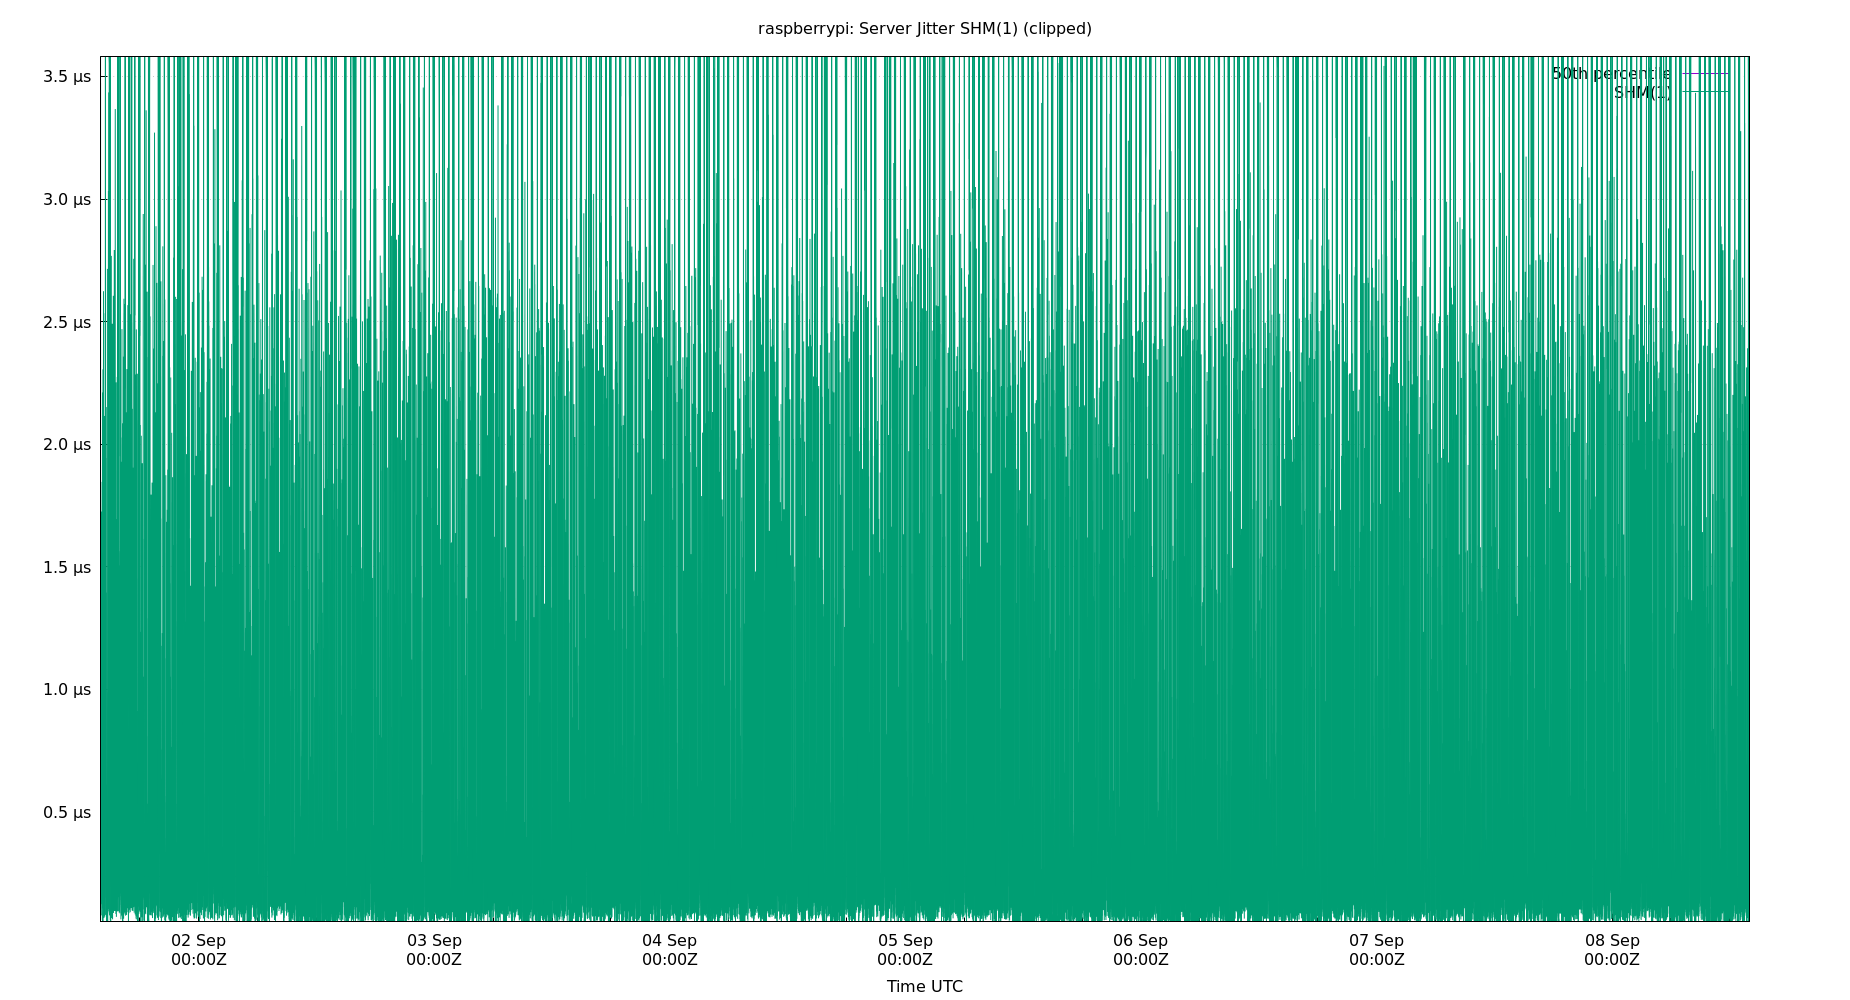 raspberrypi: Server Jitter SHM(1) (clipped)
50th percentile
SHM(1)
3.5 μs
3.0 μs
2.5 μs
2.0 μs
1.5 μs
1.0 μs
0.5 μs
02 Sep 03 Sep 04 Sep 05 Sep 06 Sep 07 Sep 08 Sep
00:00Z 00:00Z 00:00Z 00:00Z 00:00Z 00:00Z 00:00Z
Time UTC